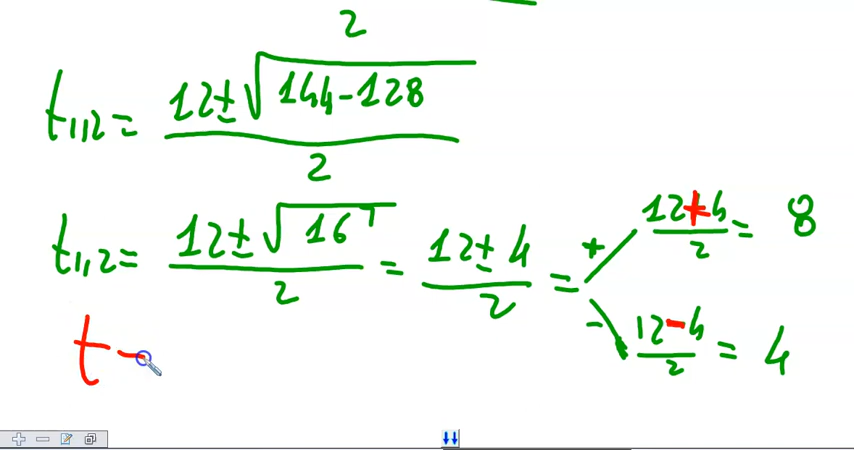 2
t₁,₂ = (12 ± √(144-128)) / 2
t₁,₂ = (12 ± √16) / 2 = (12 ± 4) / 2 =
+ (12+4)/2 = 8
- (12-4)/2 = 4
t -